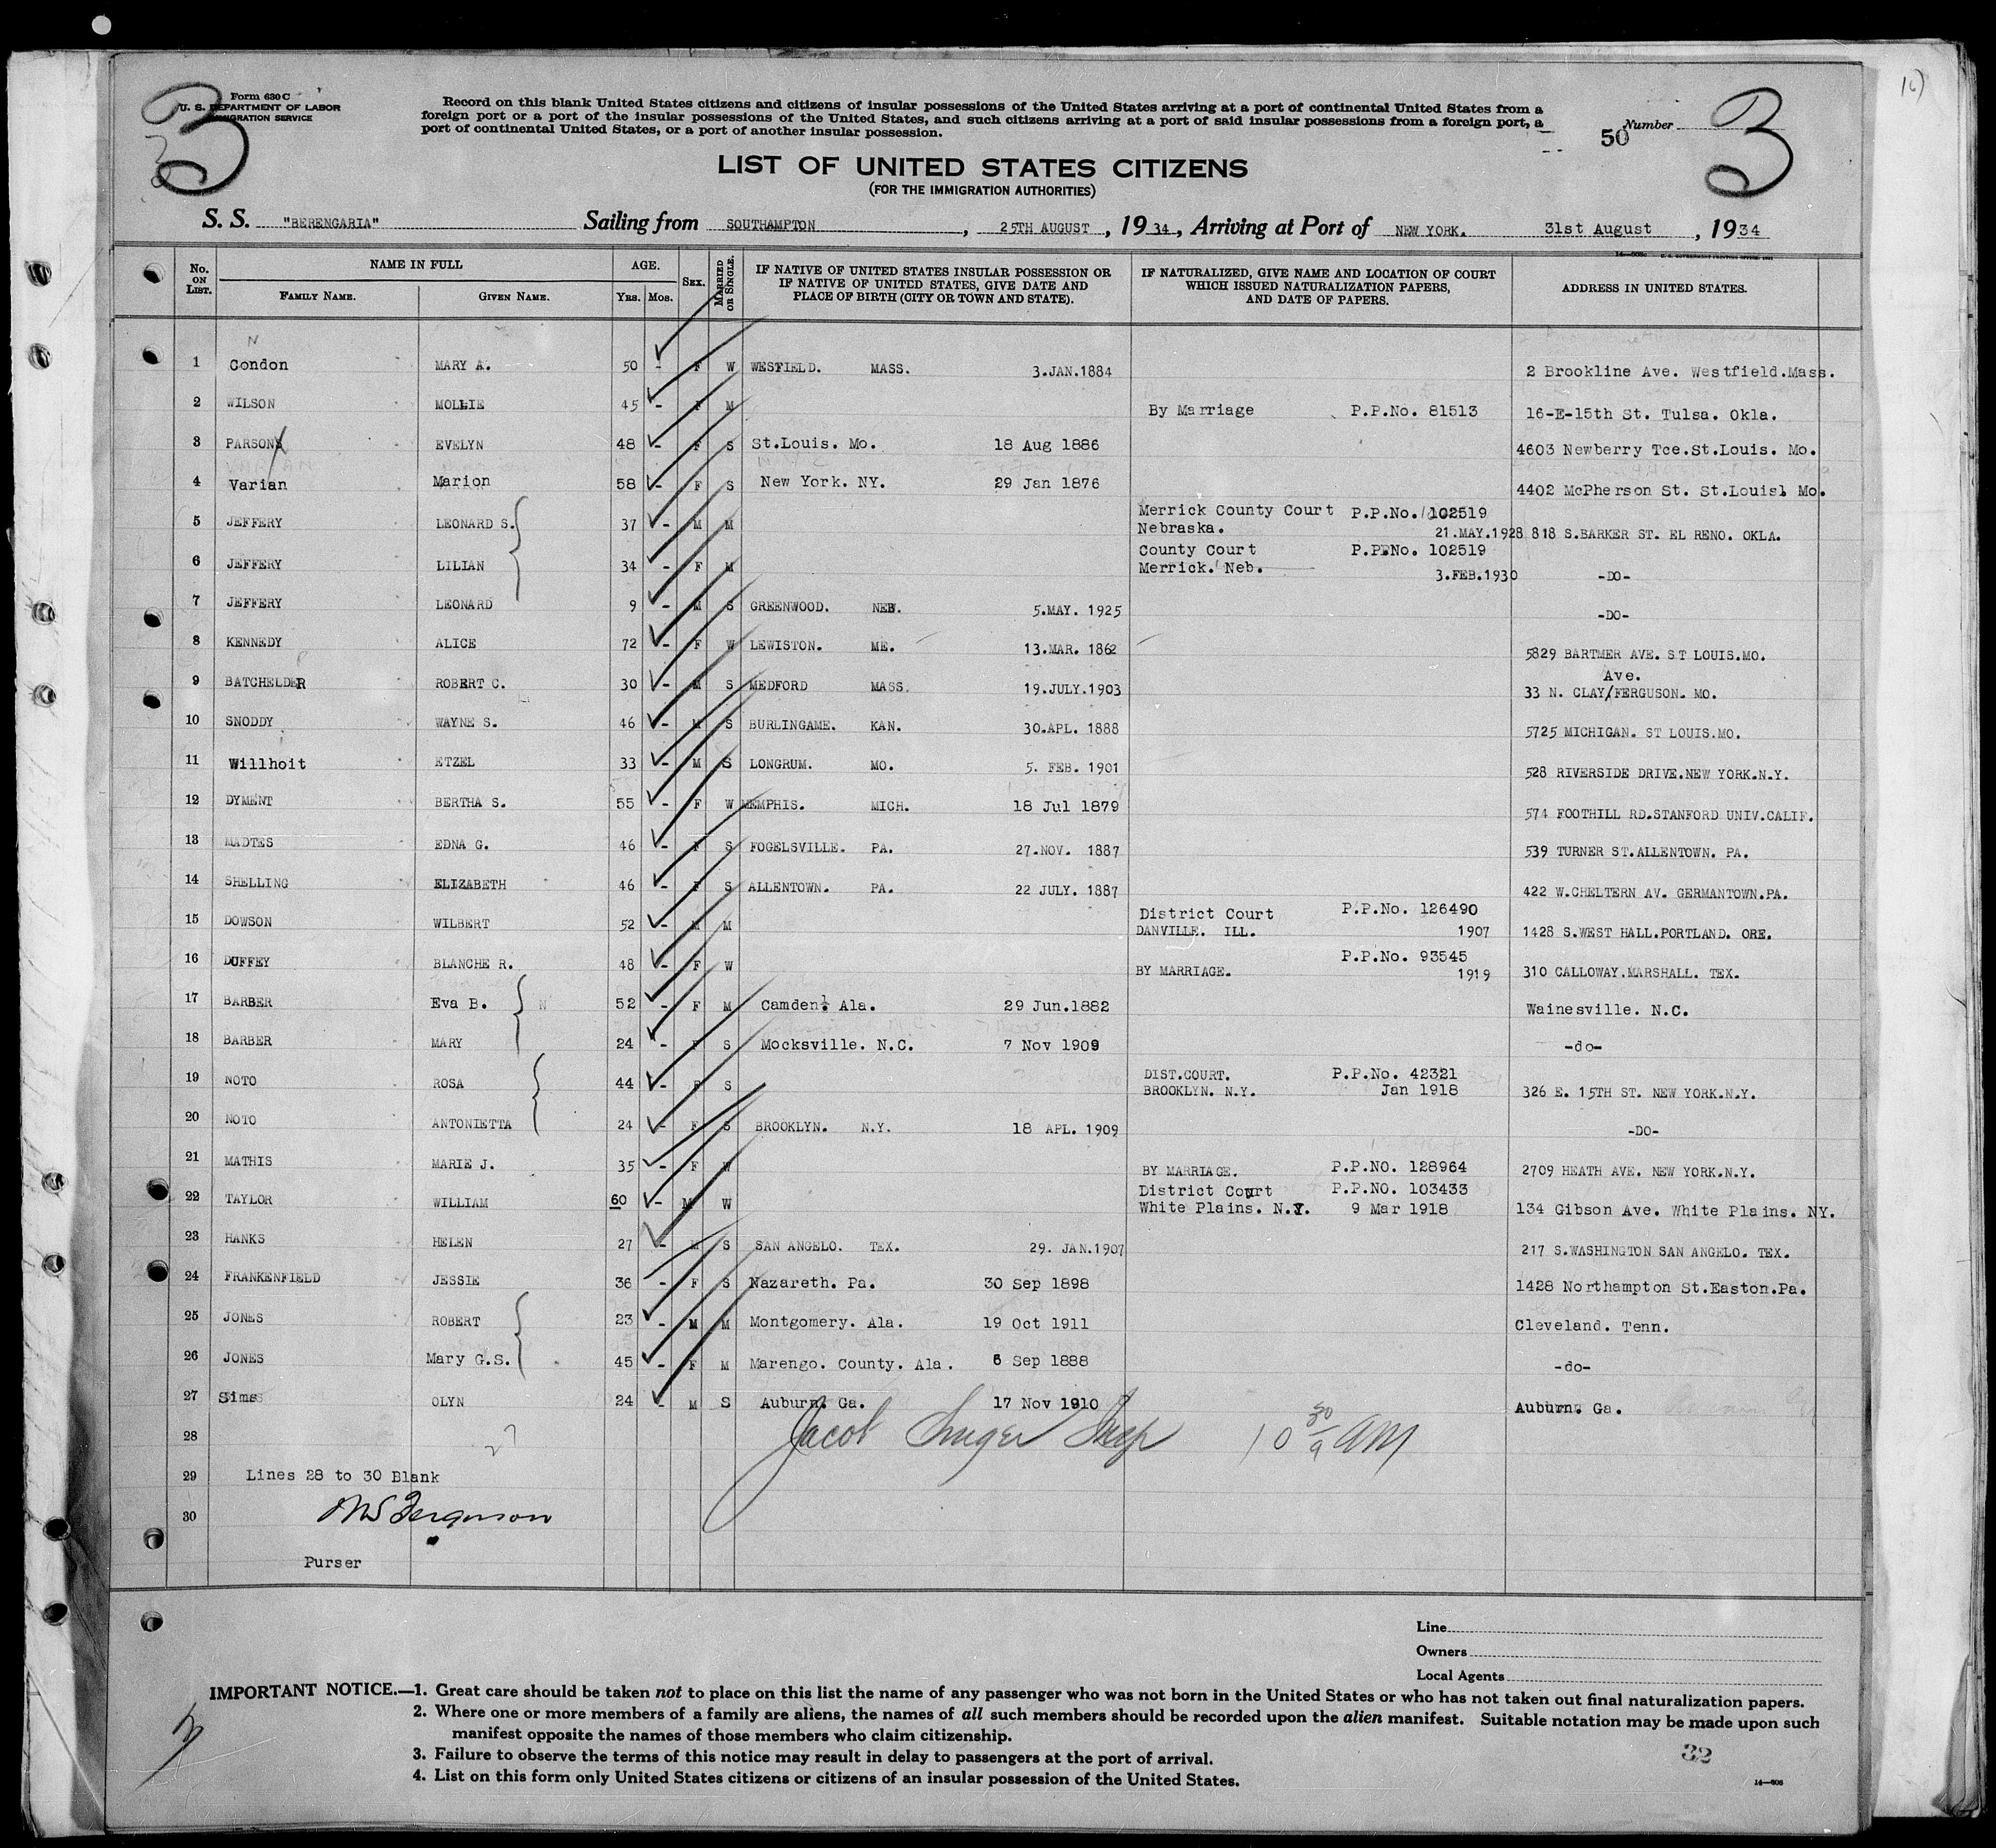 16)
3
3
Form 630 C
U. S. DEPARTMENT OF LABOR
IMMIGRATION SERVICE
Record on this blank United States citizens and citizens of insular possessions of the United States arriving at a port of continental United States from a
foreign port or a port of the insular possessions of the United States, and such citizens arriving at a port of said insular possessions from a foreign port, a
port of continental United States, or a port of another insular possession.
50 Number
LIST OF UNITED STATES CITIZENS
(FOR THE IMMIGRATION AUTHORITIES)
S. S. "BERENGARIA" Sailing from SOUTHAMPTON, 25TH AUGUST, 1934, Arriving at Port of NEW YORK. 31st August, 1934
No. ON LIST. NAME IN FULL FAMILY NAME. GIVEN NAME. AGE. Yrs. Mos. SEX. MARRIED OR SINGLE. IF NATIVE OF UNITED STATES INSULAR POSSESSION OR IF NATIVE OF UNITED STATES, GIVE DATE AND PLACE OF BIRTH (CITY OR TOWN AND STATE). IF NATURALIZED, GIVE NAME AND LOCATION OF COURT WHICH ISSUED NATURALIZATION PAPERS, AND DATE OF PAPERS. ADDRESS IN UNITED STATES.
1 Condon MARY A. 50 - F W WESTFIELD. MASS. 3.JAN.1884 2 Brookline Ave. Westfield.Mass.
2 WILSON MOLLIE 45 - F M By Marriage P.P.No. 81513 16-E-15th St. Tulsa. Okla.
3 PARSONS EVELYN 48 - F S St.Louis. Mo. 18 Aug 1886 4603 Newberry Tce.St.Louis. Mo.
4 Varian Marion 58 - F S New York. NY. 29 Jan 1876 4402 McPherson St. St.Louis. Mo.
5 JEFFERY LEONARD S. 37 - M M Merrick County Court P.P.No. 102519
Nebraska. 21.MAY.1928 818 S.BARKER ST. EL RENO. OKLA.
6 JEFFERY LILIAN 34 - F M County Court P.P.No. 102519
Merrick. Neb. 3.FEB.1930 -DO-
7 JEFFERY LEONARD 9 - M S GREENWOOD. NEB. 5.MAY. 1925 -DO-
8 KENNEDY ALICE 72 - F W LEWISTON. ME. 13.MAR. 1862 5829 BARTMER AVE. ST LOUIS.MO.
9 BATCHELDER ROBERT C. 30 - M S MEDFORD MASS. 19.JULY.1903 33 N. CLAY/FERGUSON. MO.
Ave.
10 SNODDY WAYNE S. 46 - M S BURLINGAME. KAN. 30.APL. 1888 5725 MICHIGAN. ST LOUIS.MO.
11 Willhoit ETZEL 33 - M S LONGRUM. MO. 5. FEB. 1901 528 RIVERSIDE DRIVE.NEW YORK.N.Y.
12 DYMENT BERTHA S. 55 - F W MEMPHIS. MICH. 18 Jul 1879 574 FOOTHILL RD.STANFORD UNIV.CALIF.
13 MADTES EDNA G. 46 - F S FOGELSVILLE. PA. 27.NOV. 1887 539 TURNER ST.ALLENTOWN. PA.
14 SHELLING ELIZABETH 46 - F S ALLENTOWN. PA. 22 JULY. 1887 422 W.CHELTERN AV. GERMANTOWN.PA.
15 DOWSON WILBERT 52 - M M District Court P.P.No. 126490
DANVILLE. ILL. 1907 1428 S.WEST HALL.PORTLAND. ORE.
16 DUFFEY BLANCHE R. 48 - F W P.P.No. 93545
BY MARRIAGE. 1919 310 CALLOWAY.MARSHALL. TEX.
17 BARBER Eva B. 52 - F M Camden. Ala. 29 Jun.1882 Wainesville. N.C.
18 BARBER MARY 24 - F S Mocksville. N.C. 7 Nov 1909 -do-
19 NOTO ROSA 44 - F S DIST.COURT. P.P.No. 42321
BROOKLYN. N.Y. Jan 1918 326 E. 15TH ST. NEW YORK.N.Y.
20 NOTO ANTONIETTA 24 - F S BROOKLYN. N.Y. 18 APL. 1909 -DO-
21 MATHIS MARIE J. 35 - F W BY MARRIAGE. P.P.NO. 128964 2709 HEATH AVE. NEW YORK.N.Y.
22 TAYLOR WILLIAM 60 - M W District Court P.P.NO. 103433
White Plains. N.Y. 9 Mar 1918 134 Gibson Ave. White Plains. NY.
23 HANKS HELEN 27 - S SAN ANGELO. TEX. 29. JAN.1907 217 S.WASHINGTON SAN ANGELO. TEX.
24 FRANKENFIELD JESSIE 36 - F S Nazareth. Pa. 30 Sep 1898 1428 Northampton St.Easton.Pa.
25 JONES ROBERT 23 - M M Montgomery. Ala. 19 Oct 1911 Cleveland. Tenn.
26 JONES Mary G.S. 45 - F M Marengo. County. Ala. 6 Sep 1888 -do-
27 Sims OLYN 24 - M S Auburn. Ga. 17 Nov 1910 Auburn. Ga.
28 27 Jacob Insp 10 30/9 AM
29 Lines 28 to 30 Blank
30 Ferguson
Purser
Line
Owners
Local Agents
IMPORTANT NOTICE.—1. Great care should be taken not to place on this list the name of any passenger who was not born in the United States or who has not taken out final naturalization papers.
2. Where one or more members of a family are aliens, the names of all such members should be recorded upon the alien manifest. Suitable notation may be made upon such
manifest opposite the names of those members who claim citizenship.
3. Failure to observe the terms of this notice may result in delay to passengers at the port of arrival.
4. List on this form only United States citizens or citizens of an insular possession of the United States.
32